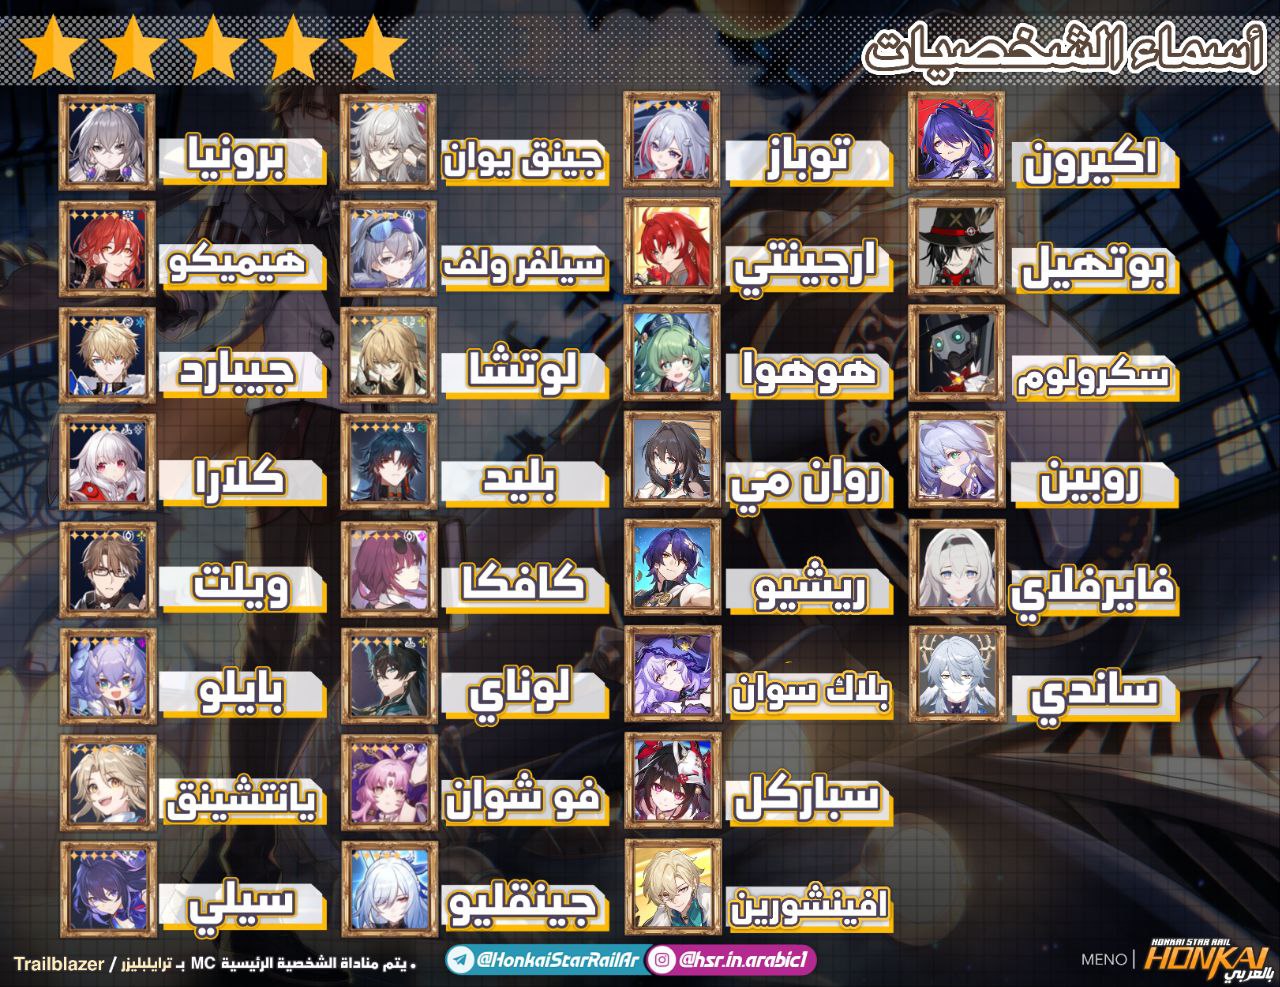 أسماء الشخصيات
اكيرون
توباز
جينق يوان
برونيا
بوتهيل
ارجينتي
سيلفر ولف
هيميكو
سكرولوم
هوهوا
لوتشا
جيبارد
روبين
روان مي
بليد
كلارا
فايرفلاي
ريشيو
كافكا
ويلت
ساندي
بلاك سوان
لوناي
بايلو
سباركل
فو شوان
يانتشينق
افينشورين
جينقليو
سيلي
• يتم مناداة الشخصية الرئيسية MC بـ ترايلبليزر / Trailblazer
@HonkaiStarRailAr
@hsr.in.arabic1
MENO |
HONKAI STAR RAIL
HONKAI
بالعربي